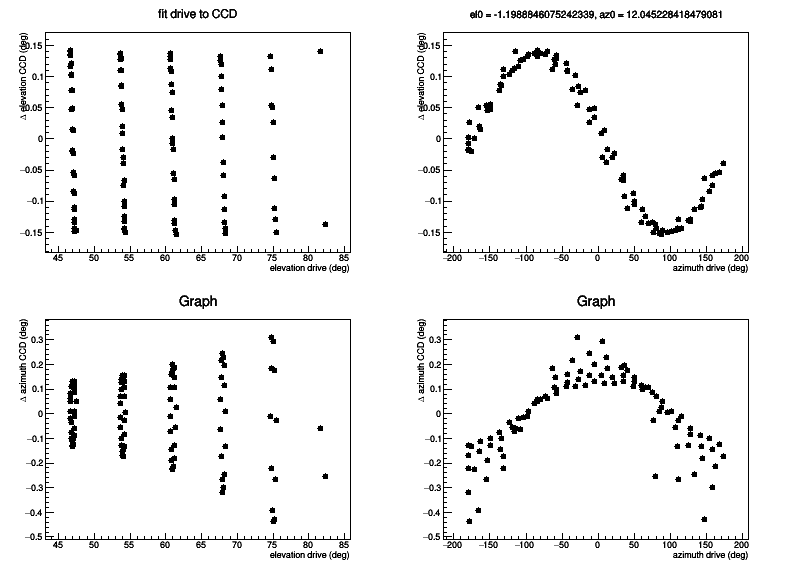 fit drive to CCD
el0 = -1.1988846075242339, az0 = 12.045228418479081
Δ elevation CCD (deg)
0.15
0.1
0.05
0
−0.05
−0.1
−0.15
45 50 55 60 65 70 75 80 85
elevation drive (deg)
Δ elevation CCD (deg)
0.15
0.1
0.05
0
−0.05
−0.1
−0.15
−200 −150 −100 −50 0 50 100 150 200
azimuth drive (deg)
Graph
Graph
Δ azimuth CCD (deg)
0.3
0.2
0.1
0
−0.1
−0.2
−0.3
−0.4
−0.5
45 50 55 60 65 70 75 80 85
elevation drive (deg)
Δ azimuth CCD (deg)
0.3
0.2
0.1
0
−0.1
−0.2
−0.3
−0.4
−0.5
−200 −150 −100 −50 0 50 100 150 200
azimuth drive (deg)